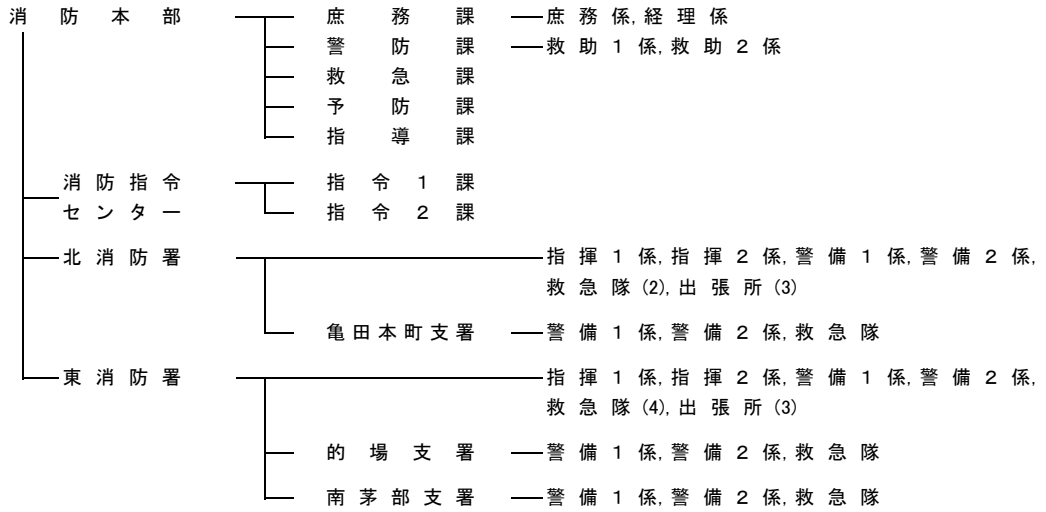 消防本部 庶務課 庶務係,経理係
警防課 救助1係,救助2係
救急課
予防課
指導課
消防指令 指令1課
センター 指令2課
北消防署 指揮1係,指揮2係,警備1係,警備2係,
救急隊(2),出張所(3)
亀田本町支署 警備1係,警備2係,救急隊
東消防署 指揮1係,指揮2係,警備1係,警備2係,
救急隊(4),出張所(3)
的場支署 警備1係,警備2係,救急隊
南茅部支署 警備1係,警備2係,救急隊